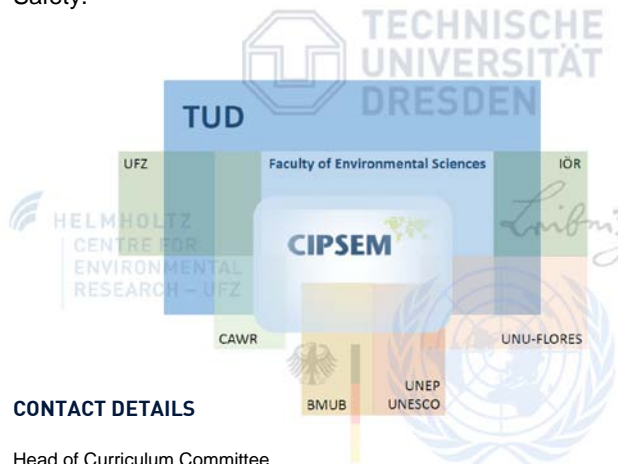 Safety.
TECHNISCHE
UNIVERSITÄT
DRESDEN
TUD
UFZ
Faculty of Environmental Sciences
IÖR
HELMHOLTZ
CENTRE FOR
ENVIRONMENTAL
RESEARCH – UFZ
CIPSEM
Leibniz
CAWR
UNU-FLORES
BMUB
UNEP
UNESCO
CONTACT DETAILS
Head of Curriculum Committee